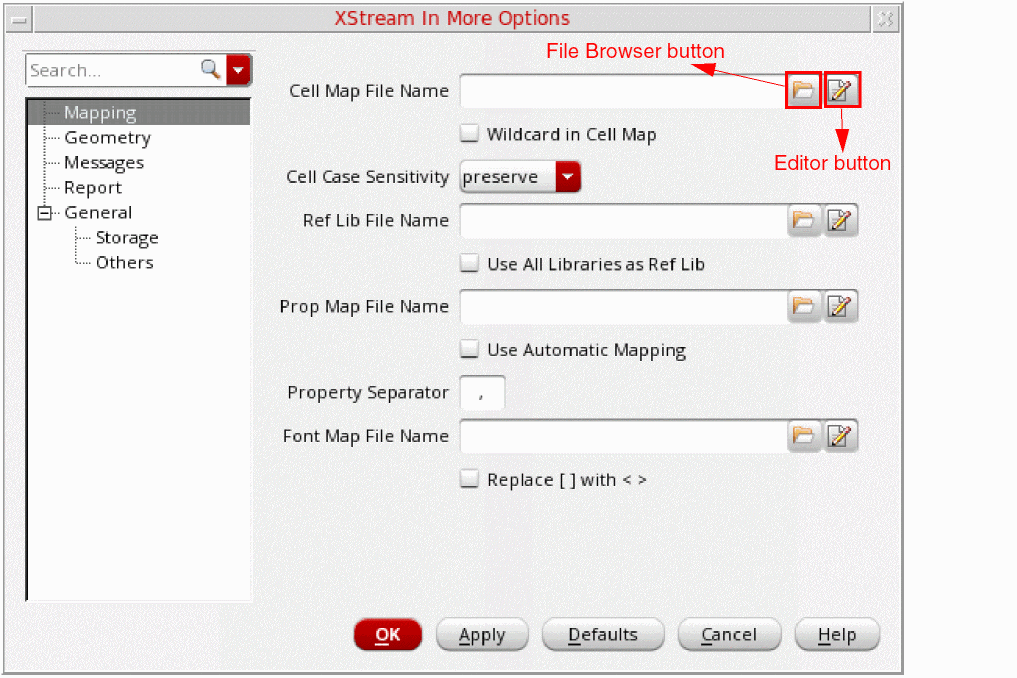 XStream In More Options
Search...
Mapping
Geometry
Messages
Report
General
Storage
Others
File Browser button
Cell Map File Name
Wildcard in Cell Map
Editor button
Cell Case Sensitivity preserve
Ref Lib File Name
Use All Libraries as Ref Lib
Prop Map File Name
Use Automatic Mapping
Property Separator ,
Font Map File Name
Replace [ ] with < >
OK Apply Defaults Cancel Help